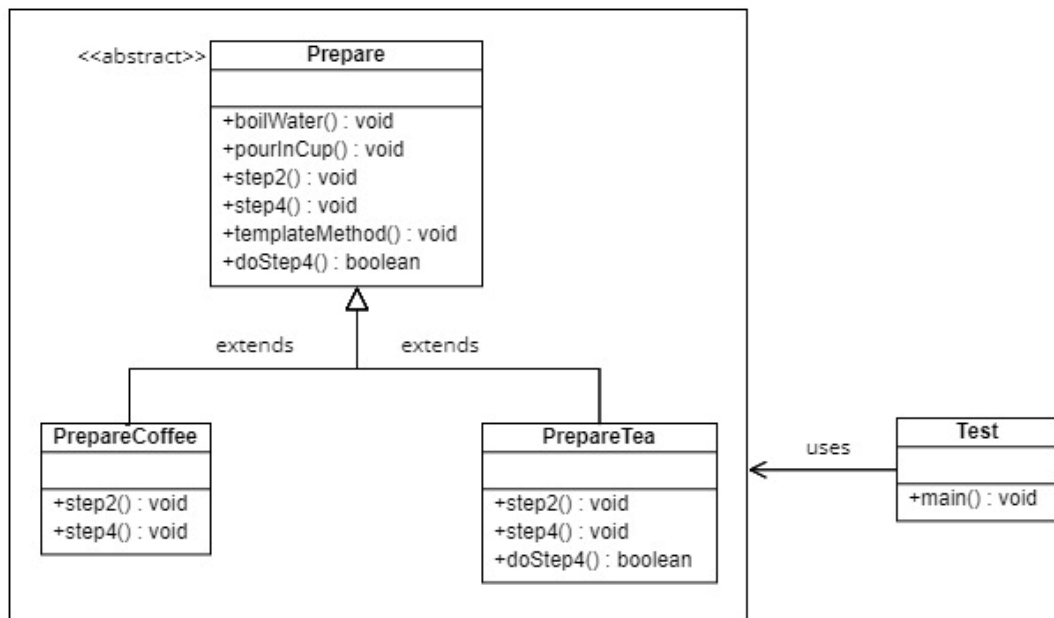 <<abstract>>
Prepare
+boilWater() : void
+pourInCup() : void
+step2() : void
+step4() : void
+templateMethod() : void
+doStep4() : boolean
extends
extends
PrepareCoffee
+step2() : void
+step4() : void
PrepareTea
+step2() : void
+step4() : void
+doStep4() : boolean
uses
Test
+main() : void